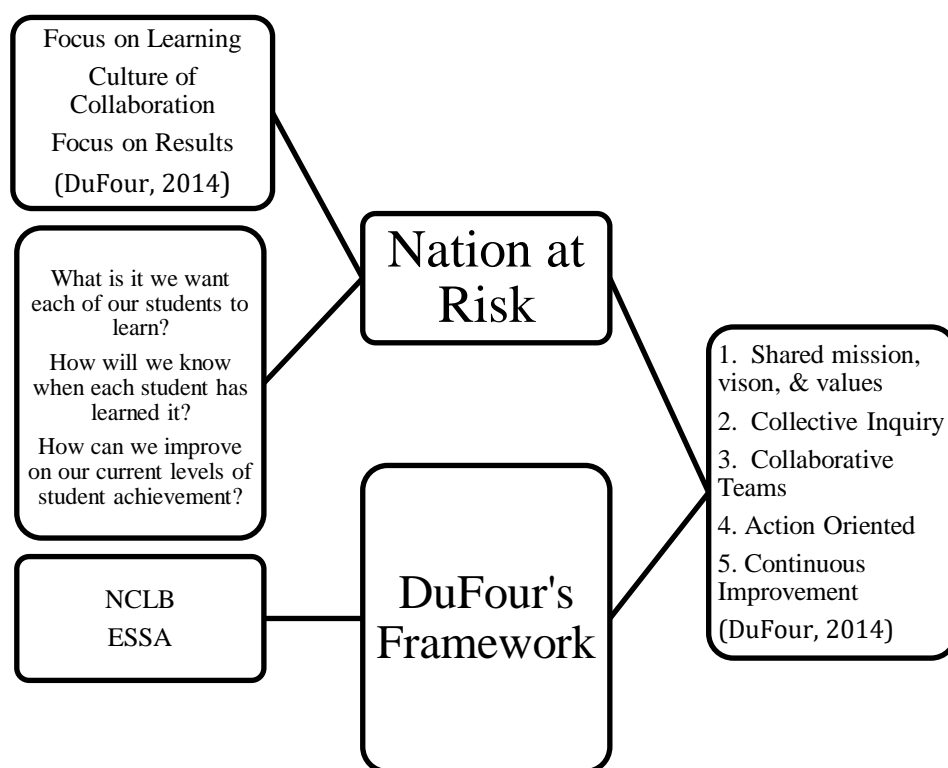 Focus on Learning
Culture of
Collaboration
Focus on Results
(DuFour, 2014)
What is it we want
each of our students to
learn?
How will we know
when each student has
learned it?
How can we improve
on our current levels of
student achievement?
NCLB
ESSA
Nation at
Risk
DuFour's
Framework
1. Shared mission,
vison, & values
2. Collective Inquiry
3. Collaborative
Teams
4. Action Oriented
5. Continuous
Improvement
(DuFour, 2014)